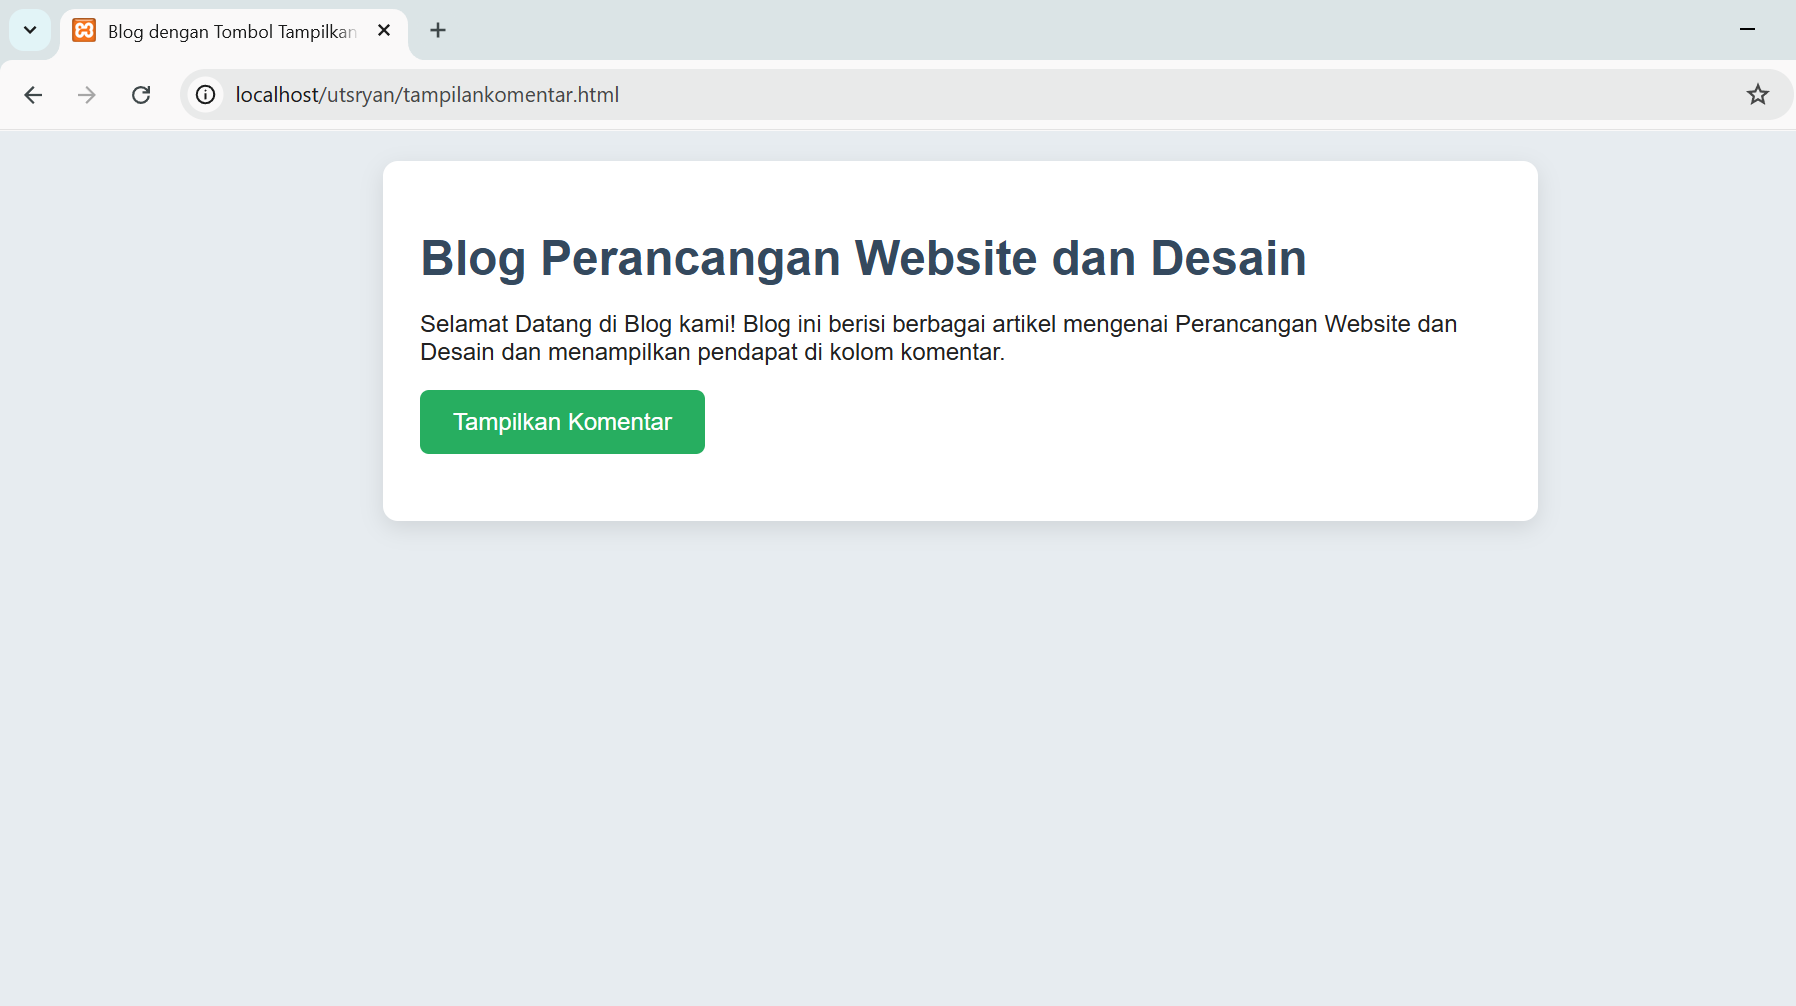 Blog dengan Tombol Tampilkan
localhost/utsryan/tampilankomentar.html
Blog Perancangan Website dan Desain
Selamat Datang di Blog kami! Blog ini berisi berbagai artikel mengenai Perancangan Website dan
Desain dan menampilkan pendapat di kolom komentar.
Tampilkan Komentar